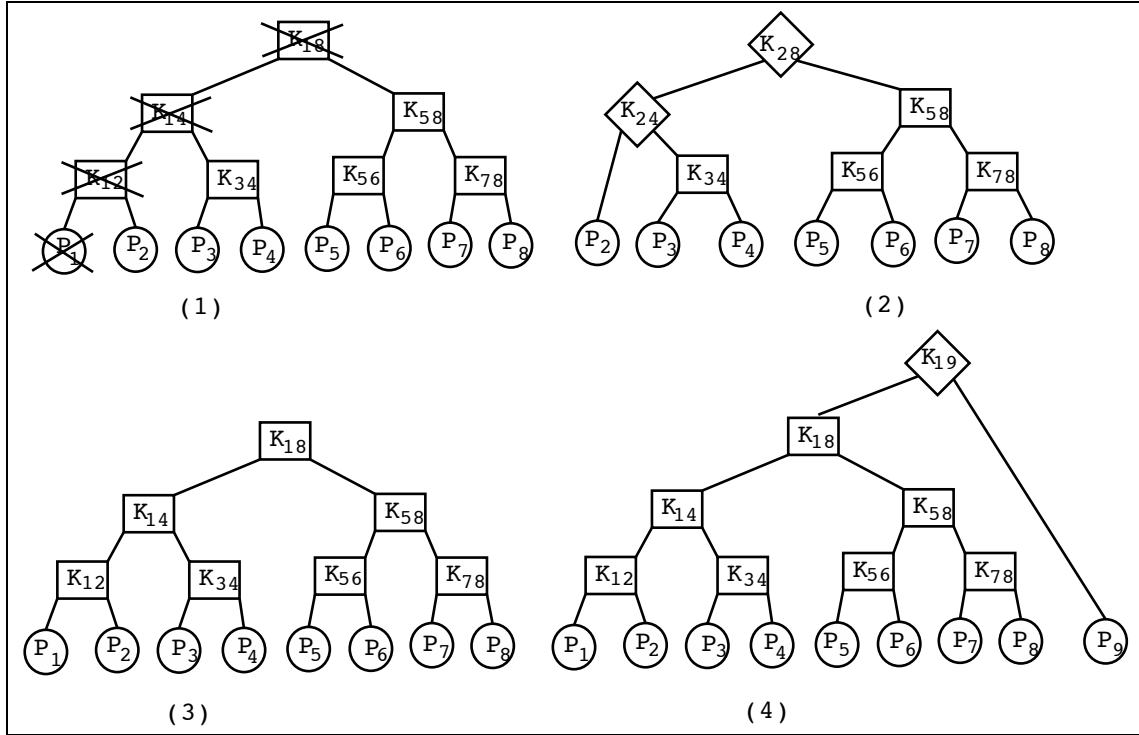 K18
K14 K58
K12 K34 K56 K78
P1 P2 P3 P4 P5 P6 P7 P8
(1)
K28
K24 K58
K34 K56 K78
P2 P3 P4 P5 P6 P7 P8
(2)
K18
K14 K58
K12 K34 K56 K78
P1 P2 P3 P4 P5 P6 P7 P8
(3)
K19
K18
K14 K58
K12 K34 K56 K78
P1 P2 P3 P4 P5 P6 P7 P8 P9
(4)